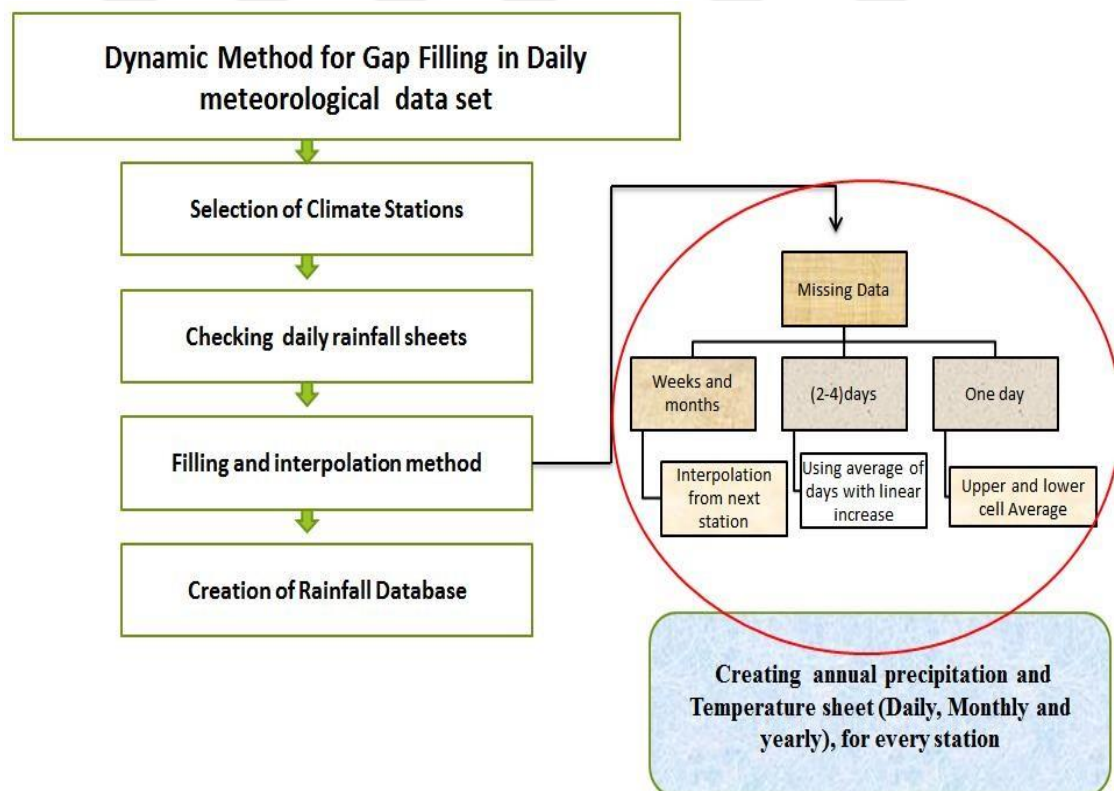 Dynamic Method for Gap Filling in Daily
meteorological data set
Selection of Climate Stations
Checking daily rainfall sheets
Filling and interpolation method
Creation of Rainfall Database
Missing Data
Weeks and
months
(2-4)days
One day
Interpolation
from next
station
Using average of
days with linear
increase
Upper and lower
cell Average
Creating annual precipitation and
Temperature sheet (Daily, Monthly and
yearly), for every station